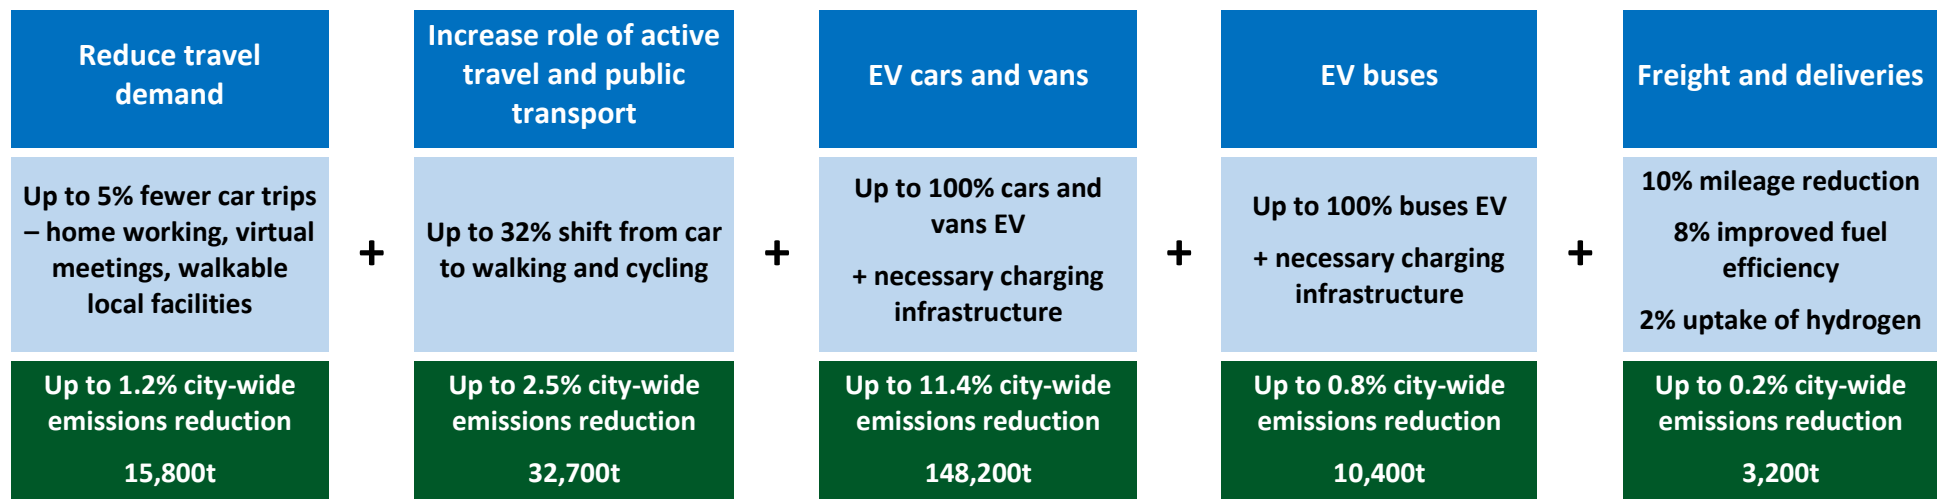 Reduce travel
demand
Increase role of active
travel and public
transport
EV cars and vans
EV buses
Freight and deliveries
Up to 5% fewer car trips
– home working, virtual
meetings, walkable
local facilities
+
Up to 32% shift from car
to walking and cycling
+
Up to 100% cars and
vans EV
+ necessary charging
infrastructure
+
Up to 100% buses EV
+ necessary charging
infrastructure
+
10% mileage reduction
8% improved fuel
efficiency
2% uptake of hydrogen
Up to 1.2% city-wide
emissions reduction
15,800t
Up to 2.5% city-wide
emissions reduction
32,700t
Up to 11.4% city-wide
emissions reduction
148,200t
Up to 0.8% city-wide
emissions reduction
10,400t
Up to 0.2% city-wide
emissions reduction
3,200t